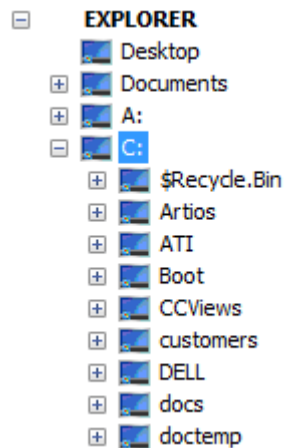 EXPLORER
Desktop
Documents
A:
C:
$Recycle.Bin
Artios
ATI
Boot
CCViews
customers
DELL
docs
doctemp